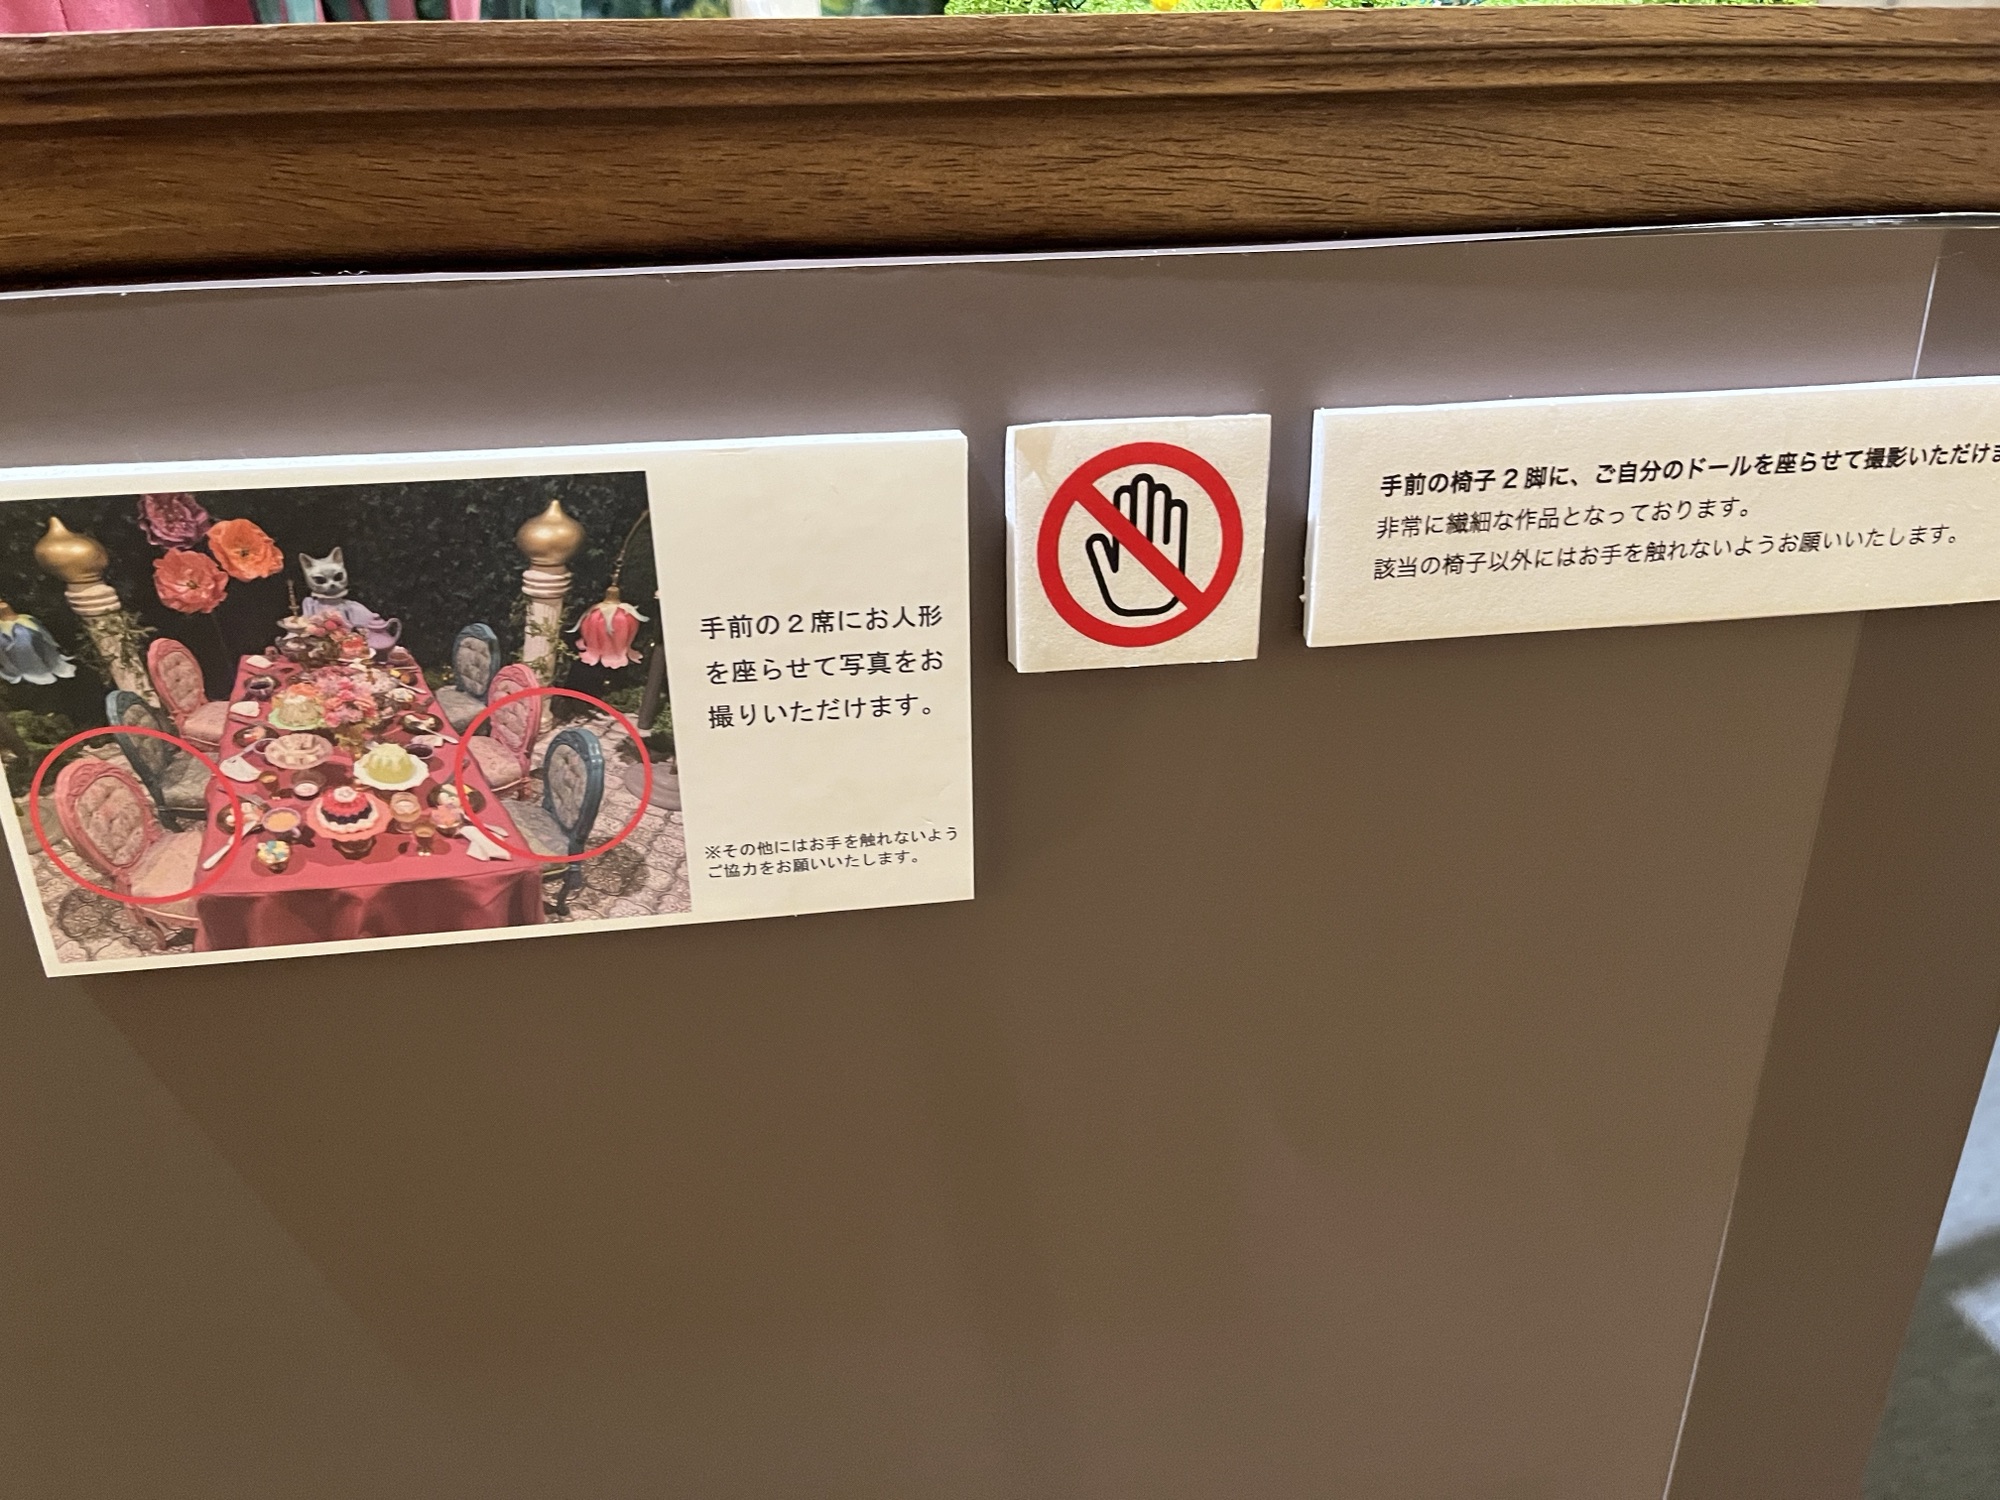 手前の2席にお人形
を座らせて写真をお
撮りいただけます。
※その他にはお手を触れないよう
ご協力をお願いいたします。
手前の椅子2脚に、ご自分のドールを座らせて撮影いただけま
非常に繊細な作品となっております。
該当の椅子以外にはお手を触れないようお願いいたします。